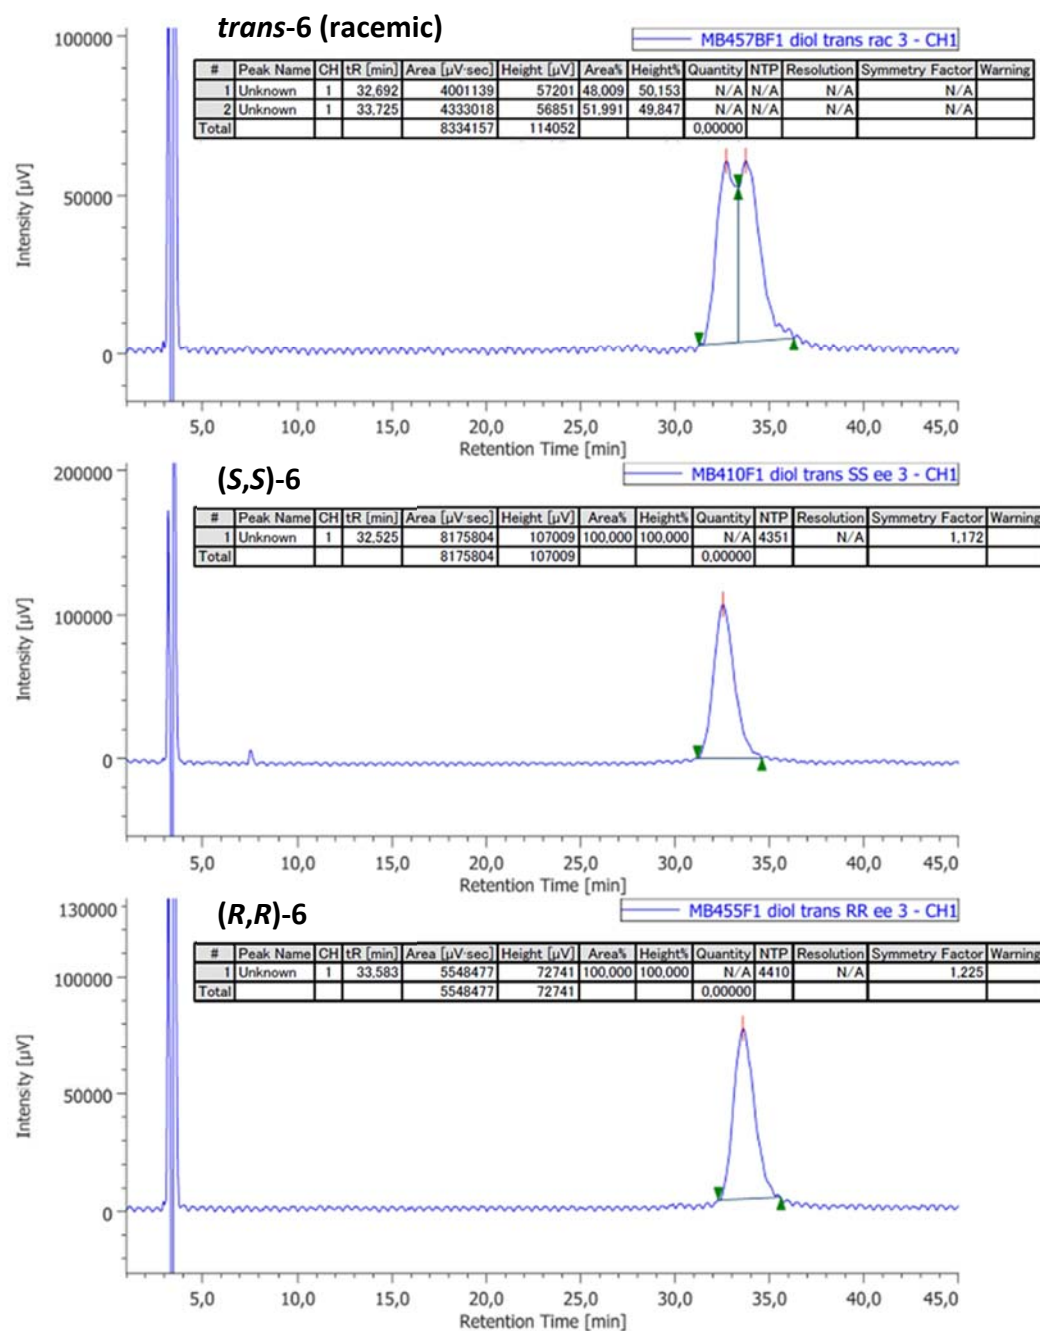 trans-6 (racemic)
MB457BF1 diol trans rac 3 - CH1
# Peak Name CH tR [min] Area [µV·sec] Height [µV] Area% Height% Quantity NTP Resolution Symmetry Factor Warning
1 Unknown 1 32,692 4001139 57201 48,009 50,153 N/A N/A N/A N/A
2 Unknown 1 33,725 4333018 56851 51,991 49,847 N/A N/A N/A N/A
Total 8334157 114052 0,00000
100000
50000
0
Intensity [µV]
5,0 10,0 15,0 20,0 25,0 30,0 35,0 40,0 45,0
Retention Time [min]
(S,S)-6
MB410F1 diol trans SS ee 3 - CH1
# Peak Name CH tR [min] Area [µV·sec] Height [µV] Area% Height% Quantity NTP Resolution Symmetry Factor Warning
1 Unknown 1 32,525 8175804 107009 100,000 100,000 N/A 4351 N/A 1,172
Total 8175804 107009 0,00000
200000
100000
0
Intensity [µV]
5,0 10,0 15,0 20,0 25,0 30,0 35,0 40,0 45,0
Retention Time [min]
(R,R)-6
MB455F1 diol trans RR ee 3 - CH1
# Peak Name CH tR [min] Area [µV·sec] Height [µV] Area% Height% Quantity NTP Resolution Symmetry Factor Warning
1 Unknown 1 33,583 5548477 72741 100,000 100,000 N/A 4410 N/A 1,225
Total 5548477 72741 0,00000
130000
100000
50000
0
Intensity [µV]
5,0 10,0 15,0 20,0 25,0 30,0 35,0 40,0 45,0
Retention Time [min]